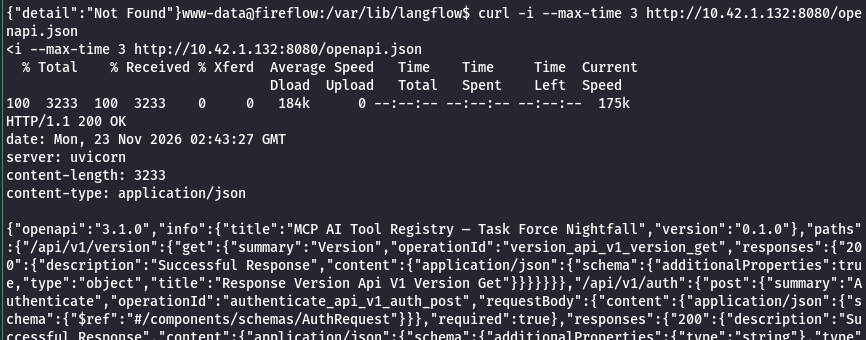 {"detail":"Not Found"}www-data@fireflow:/var/lib/langflow$ curl -i --max-time 3 http://10.42.1.132:8080/ope
napi.json
<i --max-time 3 http://10.42.1.132:8080/openapi.json
  % Total    % Received % Xferd  Average Speed   Time    Time     Time  Current
                                 Dload  Upload   Total   Spent    Left  Speed
100  3233  100  3233    0     0   184k      0 --:--:-- --:--:-- --:--:--  175k
HTTP/1.1 200 OK
date: Mon, 23 Nov 2026 02:43:27 GMT
server: uvicorn
content-length: 3233
content-type: application/json

{"openapi":"3.1.0","info":{"title":"MCP AI Tool Registry — Task Force Nightfall","version":"0.1.0"},"paths"
:{"/api/v1/version":{"get":{"summary":"Version","operationId":"version_api_v1_version_get","responses":{"20
0":{"description":"Successful Response","content":{"application/json":{"schema":{"additionalProperties":tru
e,"type":"object","title":"Response Version Api V1 Version Get"}}}}}}},"/api/v1/auth":{"post":{"summary":"A
uthenticate","operationId":"authenticate_api_v1_auth_post","requestBody":{"content":{"application/json":{"s
chema":{"$ref":"#/components/schemas/AuthRequest"}}},"required":true},"responses":{"200":{"description":"Su
ccessful Response","content":{"application/json":{"schema":{"additionalProperties":{"type":"string"},"type"